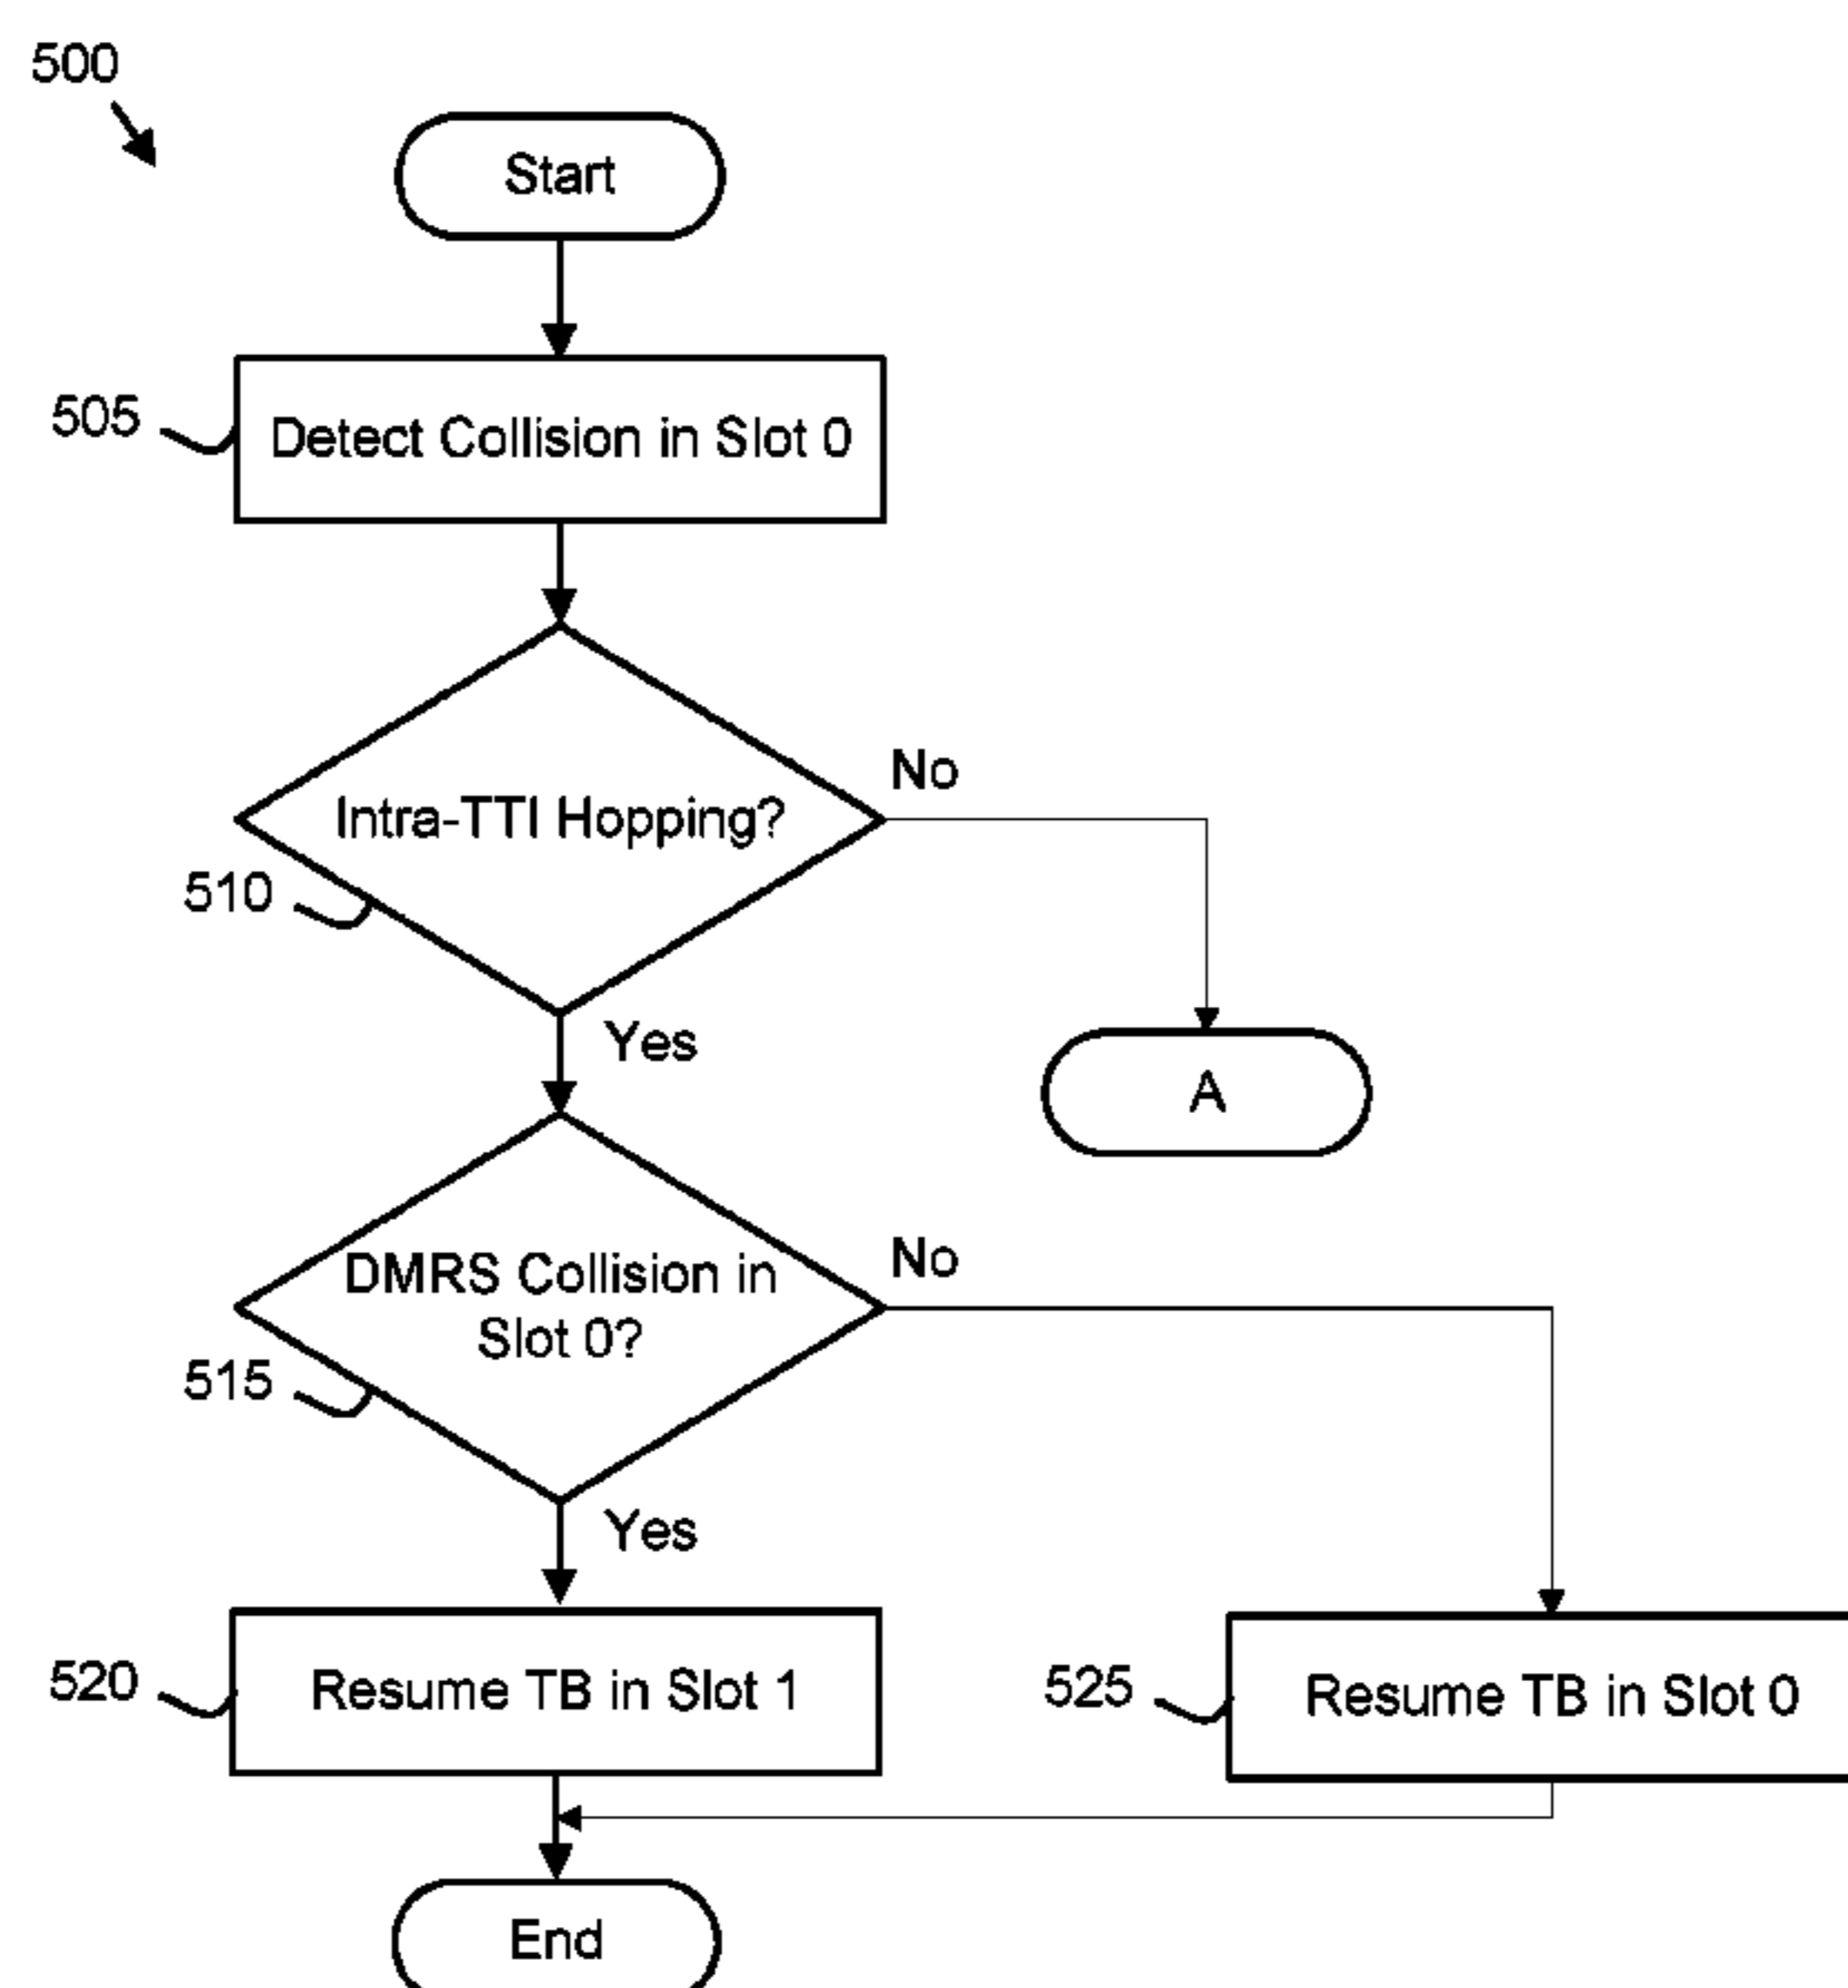 500
Start
505
Detect Collision in Slot 0
Intra-TTI Hopping?
No
510
Yes
A
DMRS Collision in
Slot 0?
No
515
Yes
520
Resume TB in Slot 1
525
Resume TB in Slot 0
End